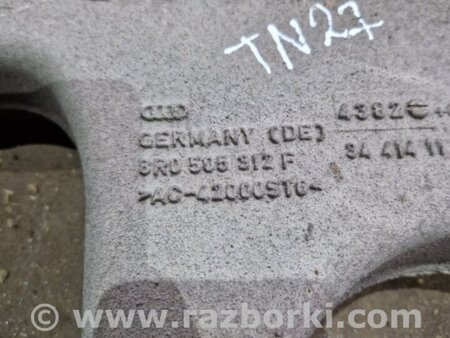 TN27
GERMANY (DE)
8R0 505 312 F
>AC-42000ST6<
4382
34 414 11
© www.razborki.com